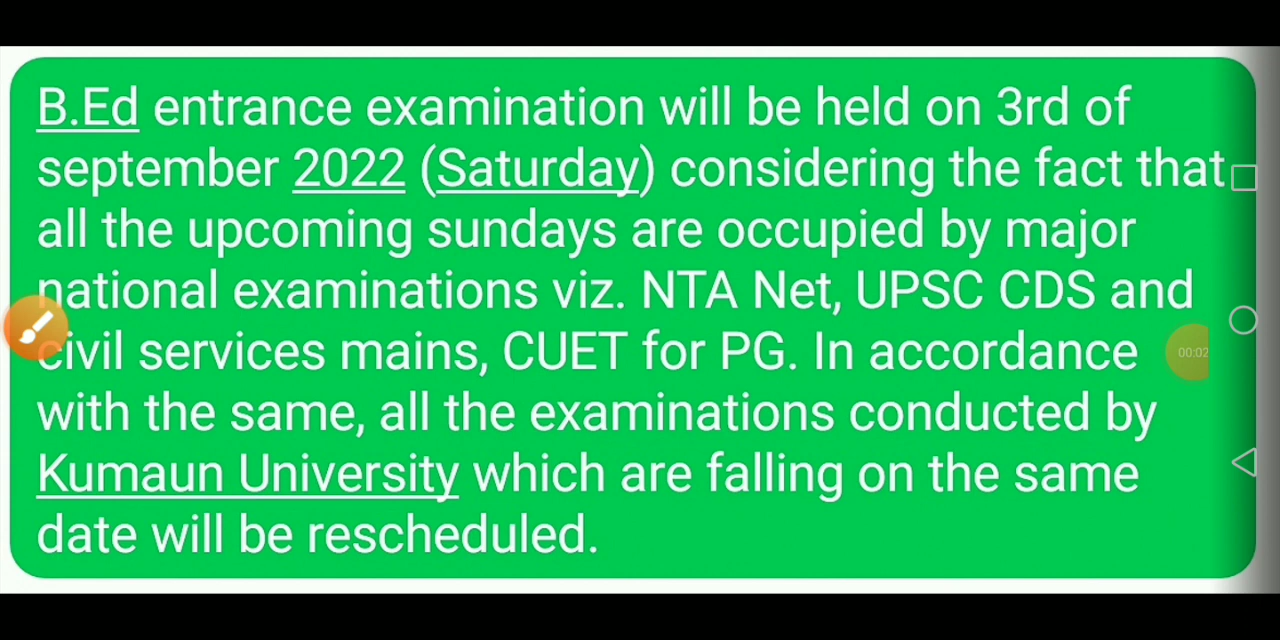 B.Ed entrance examination will be held on 3rd of
september 2022 (Saturday) considering the fact that
all the upcoming sundays are occupied by major
national examinations viz. NTA Net, UPSC CDS and
civil services mains, CUET for PG. In accordance
with the same, all the examinations conducted by
Kumaun University which are falling on the same
date will be rescheduled.
00:02